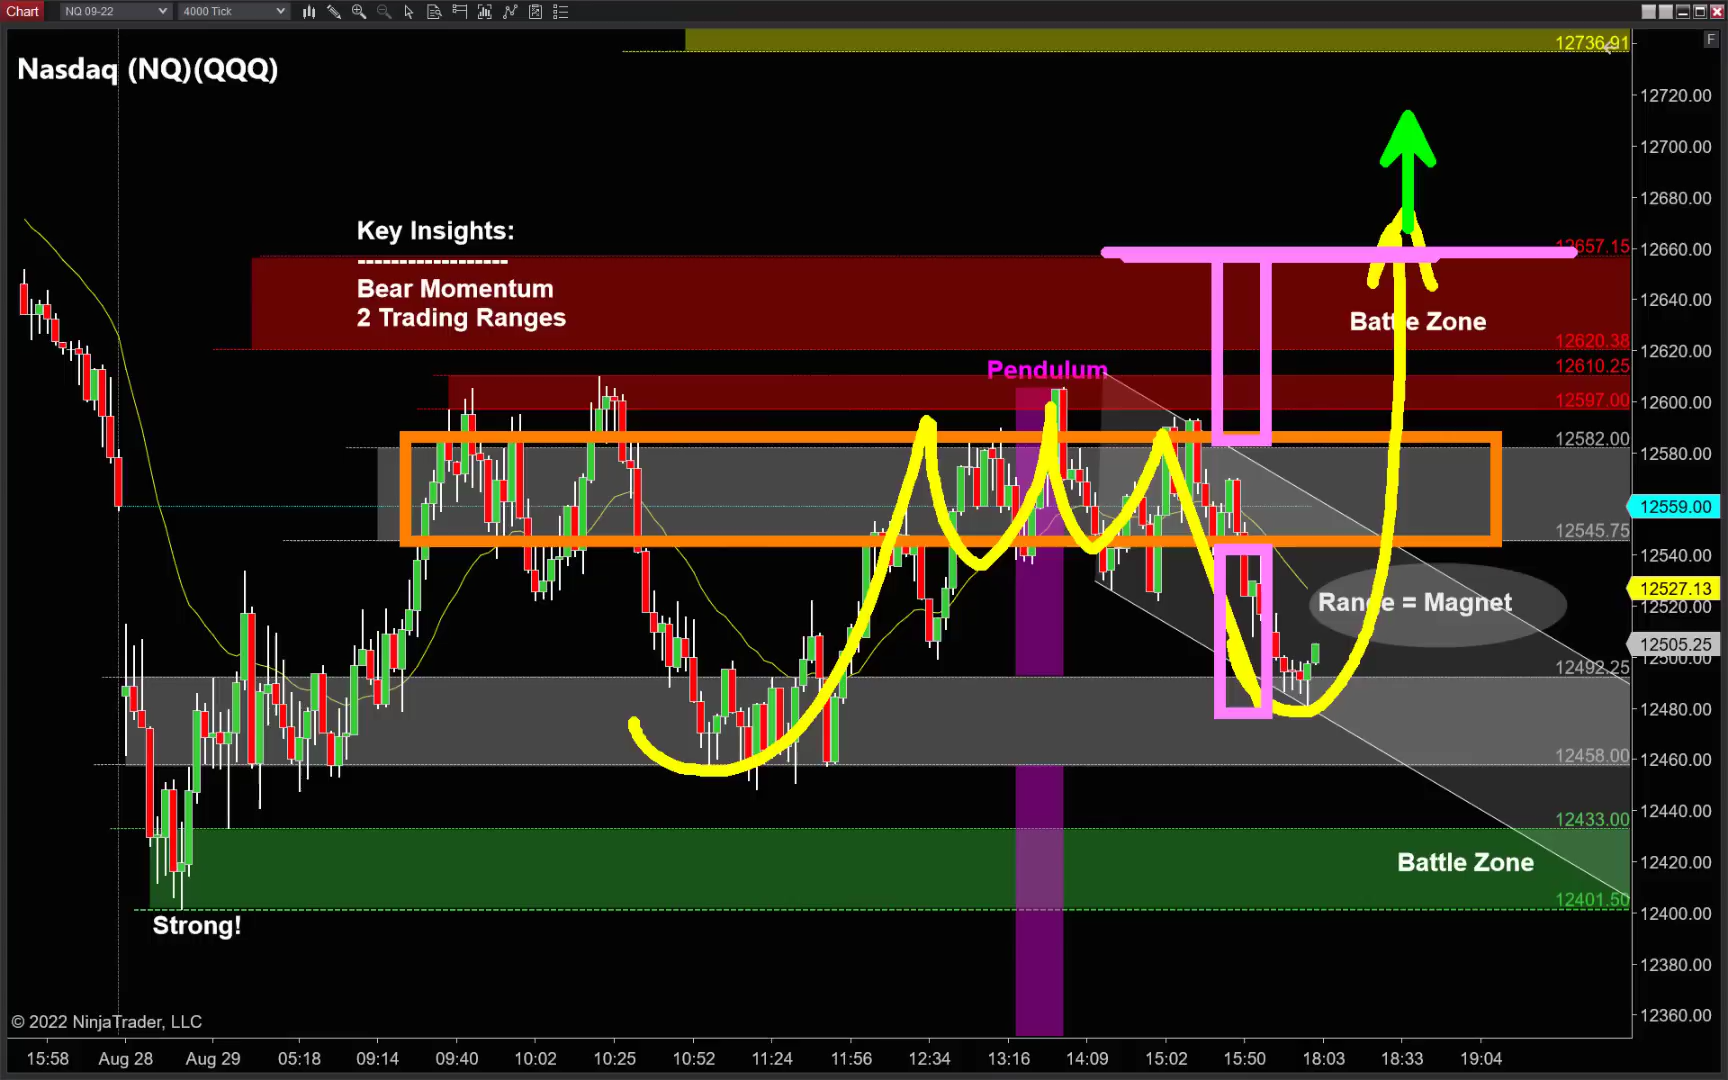 Chart NQ 09-22 4000 Tick
F
Nasdaq (NQ)(QQQ)
12736.91
12720.00
12700.00
12680.00
Key Insights:
------------------
Bear Momentum
2 Trading Ranges
12657.15
12660.00
12640.00
Battle Zone
12620.38
12620.00
12610.25
Pendulum
12597.00
12600.00
12582.00
12580.00
12559.00
12545.75
12540.00
12527.13
12520.00
Range = Magnet
12505.25
12500.00
12492.25
12480.00
12458.00
12460.00
12440.00
12433.00
12420.00
Battle Zone
12401.50
12400.00
Strong!
12380.00
12360.00
© 2022 NinjaTrader, LLC
15:58 Aug 28 Aug 29 05:18 09:14 09:40 10:02 10:25 10:52 11:24 11:56 12:34 13:16 14:09 15:02 15:50 18:03 18:33 19:04